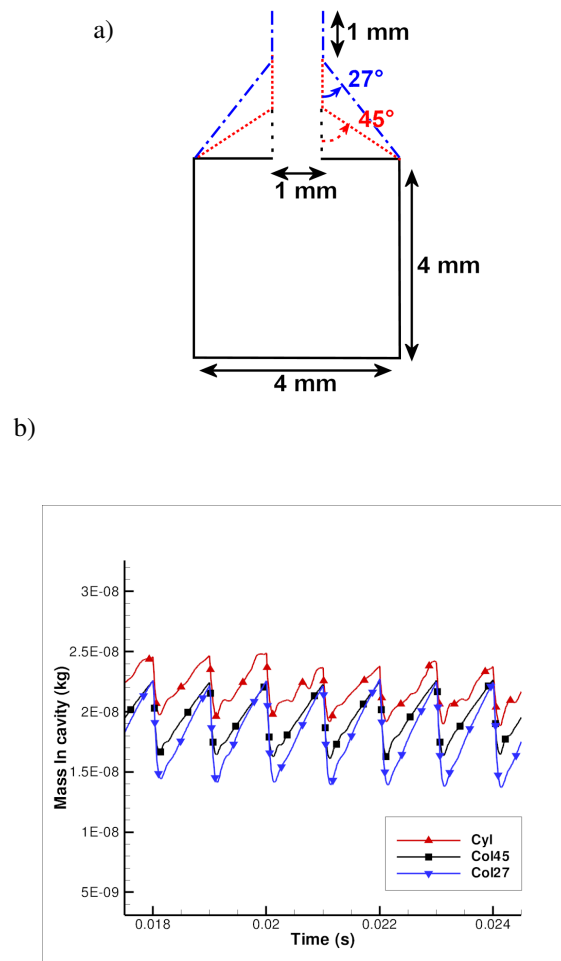 a)
1 mm
27°
45°
1 mm
4 mm
4 mm
b)
3E-08
2.5E-08
2E-08
1.5E-08
1E-08
5E-09
Mass In cavity (kg)
Cyl
Col45
Col27
0.018
0.02
0.022
0.024
Time (s)